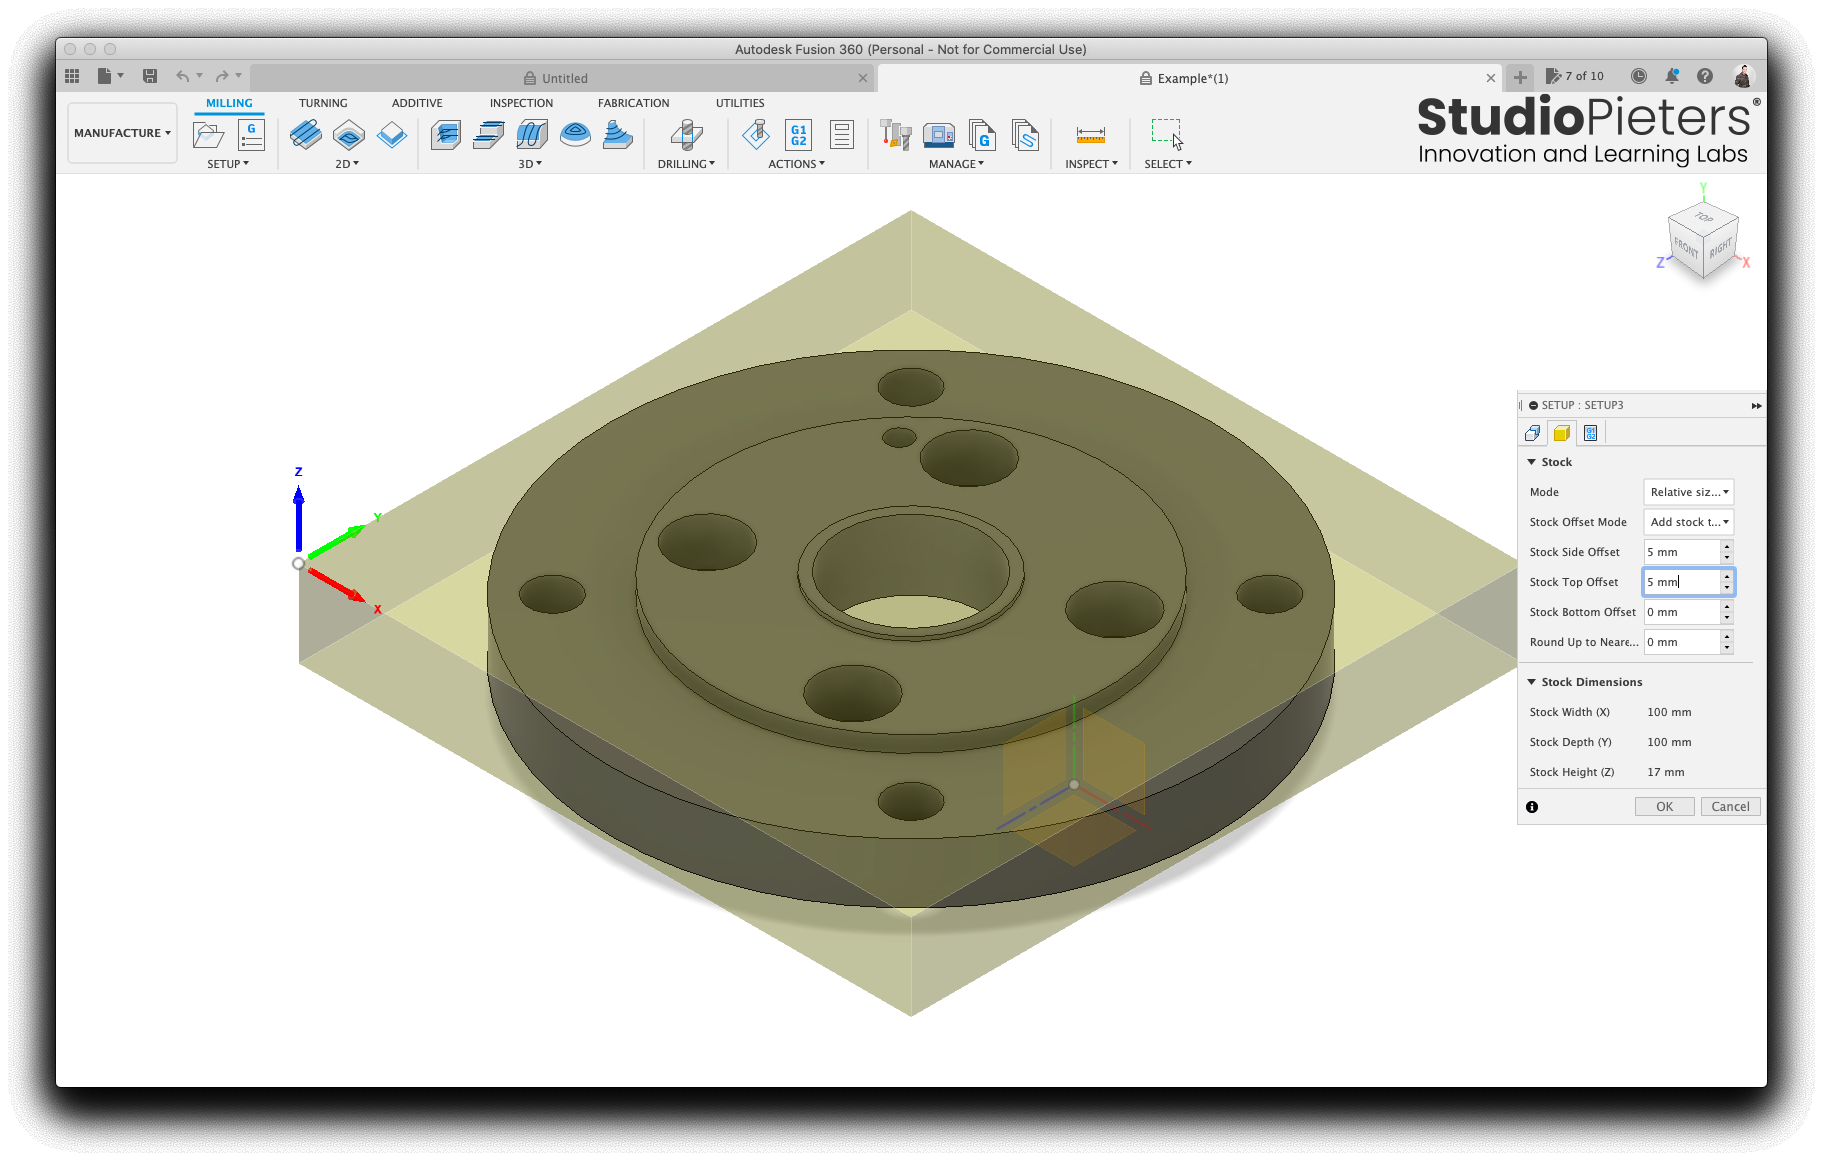 Autodesk Fusion 360 (Personal - Not for Commercial Use)
Untitled
Example*(1)
7 of 10
MILLING TURNING ADDITIVE INSPECTION FABRICATION UTILITIES
MANUFACTURE
G
G1
G2
G
SETUP 2D 3D DRILLING ACTIONS MANAGE INSPECT SELECT
StudioPieters®
Innovation and Learning Labs
Y
TOP
FRONT
RIGHT
Z
X
Z
Y
X
SETUP : SETUP3
G1
G2
Stock
Mode Relative siz...
Stock Offset Mode Add stock t...
Stock Side Offset 5 mm
Stock Top Offset 5 mm
Stock Bottom Offset 0 mm
Round Up to Neare... 0 mm
Stock Dimensions
Stock Width (X) 100 mm
Stock Depth (Y) 100 mm
Stock Height (Z) 17 mm
OK Cancel